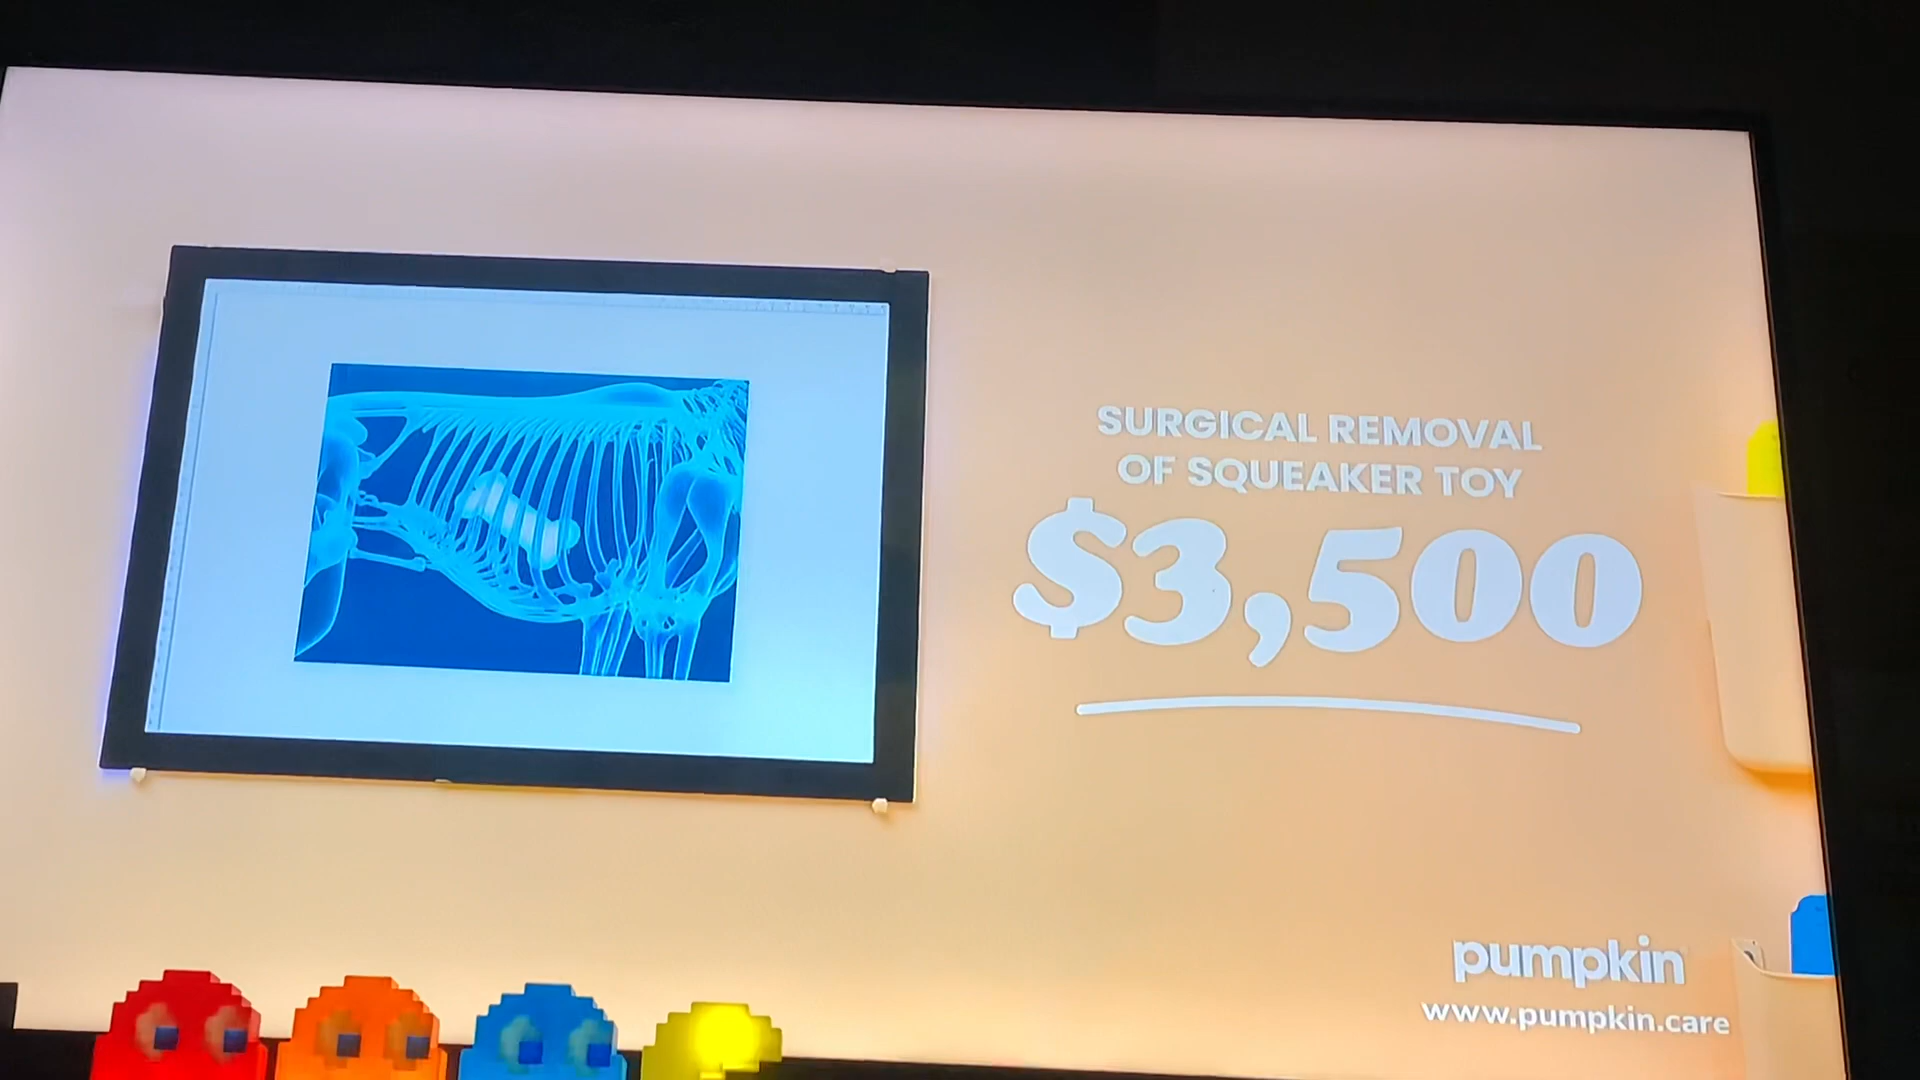 SURGICAL REMOVAL
OF SQUEAKER TOY
$3,500
pumpkin
www.pumpkin.care